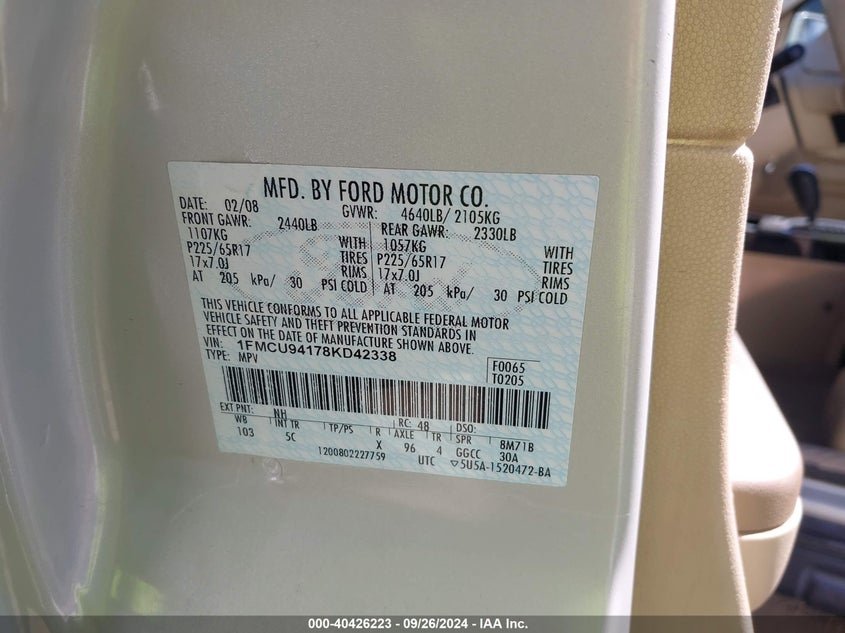 MFD. BY FORD MOTOR CO.
DATE: 02/08 GVWR: 4640LB/ 2105KG
FRONT GAWR: 2440LB REAR GAWR: 2330LB
1107KG WITH 1057KG WITH
P225/65R17 TIRES P225/65R17 TIRES
17x7.0J RIMS 17x7.0J RIMS
AT 205 kPa/ 30 PSI COLD AT 205 kPa/ 30 PSI COLD
THIS VEHICLE CONFORMS TO ALL APPLICABLE FEDERAL MOTOR
VEHICLE SAFETY AND THEFT PREVENTION STANDARDS IN
EFFECT ON THE DATE OF MANUFACTURE SHOWN ABOVE.
VIN: 1FMCU94178KD42338
TYPE: MPV
F0065
T0205
EXT PNT: NH RC: 48 DSO:
WB INT TR TP/PS R AXLE TR SPR 8M71B
103 5C X 96 4 GGCC 30A
1200802227759 UTC ▽5U5A-1520472-BA
000-40426223 - 09/26/2024 - IAA Inc.